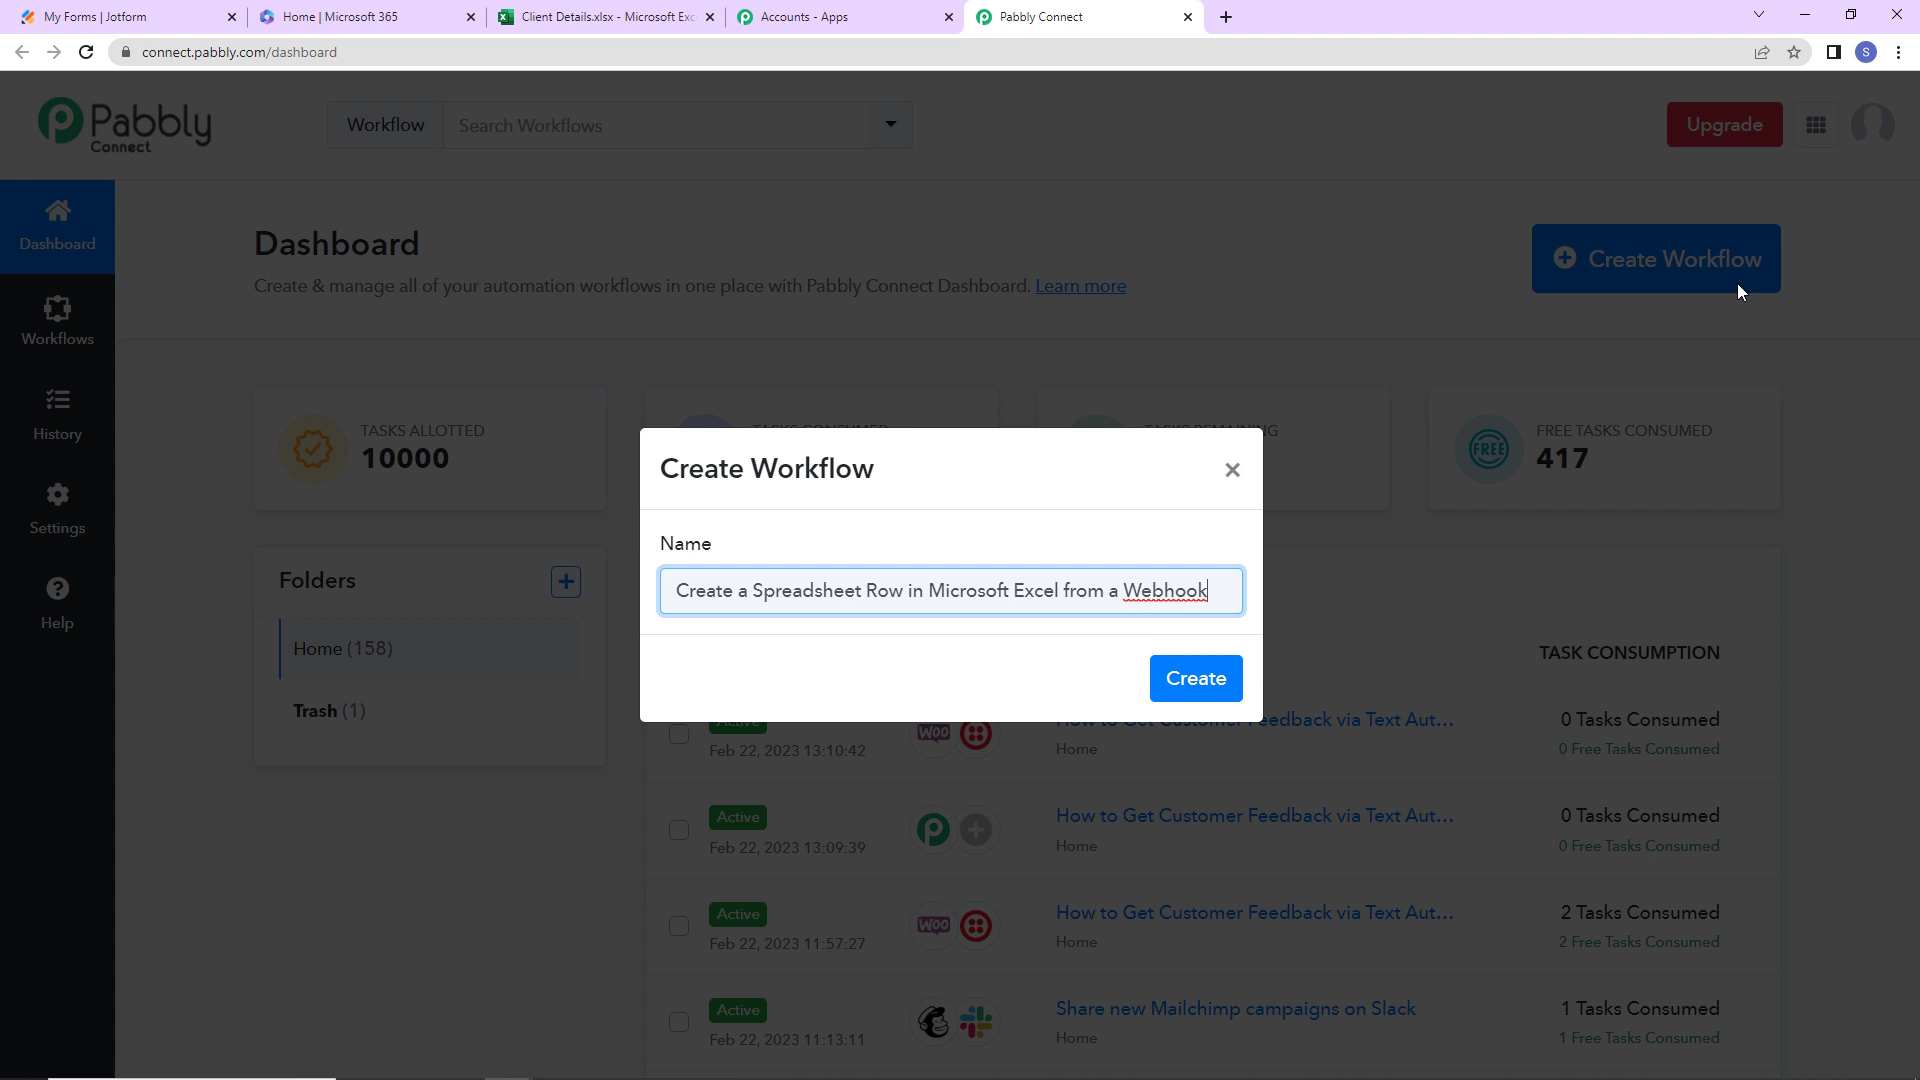 My Forms | Jotform
Home | Microsoft 365
Client Details.xlsx - Microsoft Exc
Accounts - Apps
Pabbly Connect
connect.pabbly.com/dashboard
S
Pabbly
Connect
Workflow
Search Workflows
Upgrade
Dashboard
Workflows
History
Settings
Help
Dashboard
Create & manage all of your automation workflows in one place with Pabbly Connect Dashboard. Learn more
Create Workflow
TASKS ALLOTTED
10000
TASKS CONSUMED
TASKS REMAINING
FREE
FREE TASKS CONSUMED
417
Folders
Home (158)
Trash (1)
Create Workflow
Name
Create a Spreadsheet Row in Microsoft Excel from a Webhook
Create
TASK CONSUMPTION
Active
Feb 22, 2023 13:10:42
WOO
How to Get Customer Feedback via Text Aut...
Home
0 Tasks Consumed
0 Free Tasks Consumed
Active
Feb 22, 2023 13:09:39
How to Get Customer Feedback via Text Aut...
Home
0 Tasks Consumed
0 Free Tasks Consumed
Active
Feb 22, 2023 11:57:27
WOO
How to Get Customer Feedback via Text Aut...
Home
2 Tasks Consumed
2 Free Tasks Consumed
Active
Feb 22, 2023 11:13:11
Share new Mailchimp campaigns on Slack
Home
1 Tasks Consumed
1 Free Tasks Consumed